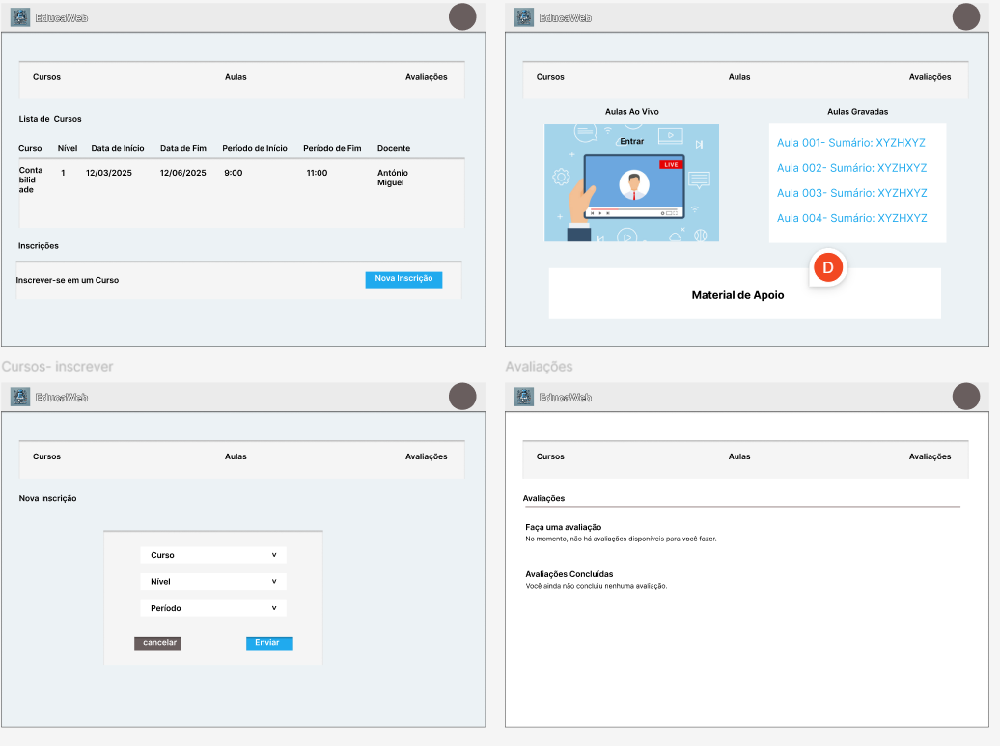 EducaWeb
Cursos Aulas Avaliações
Lista de Cursos
Curso Nível Data de Início Data de Fim Período de Início Período de Fim Docente
Conta
bilid
ade
1 12/03/2025 12/06/2025 9:00 11:00
António
Miguel
Inscrições
Inscrever-se em um Curso Nova Inscrição
EducaWeb
Cursos Aulas Avaliações
Aulas Ao Vivo
Entrar
LIVE
Aulas Gravadas
Aula 001- Sumário: XYZHXYZ
Aula 002- Sumário: XYZHXYZ
Aula 003- Sumário: XYZHXYZ
Aula 004- Sumário: XYZHXYZ
D
Material de Apoio
Cursos- inscrever
EducaWeb
Cursos Aulas Avaliações
Nova inscrição
Curso v
Nível v
Período v
cancelar Enviar
Avaliações
EducaWeb
Cursos Aulas Avaliações
Avaliações
Faça uma avaliação
No momento, não há avaliações disponíveis para você fazer.
Avaliações Concluídas
Você ainda não concluiu nenhuma avaliação.